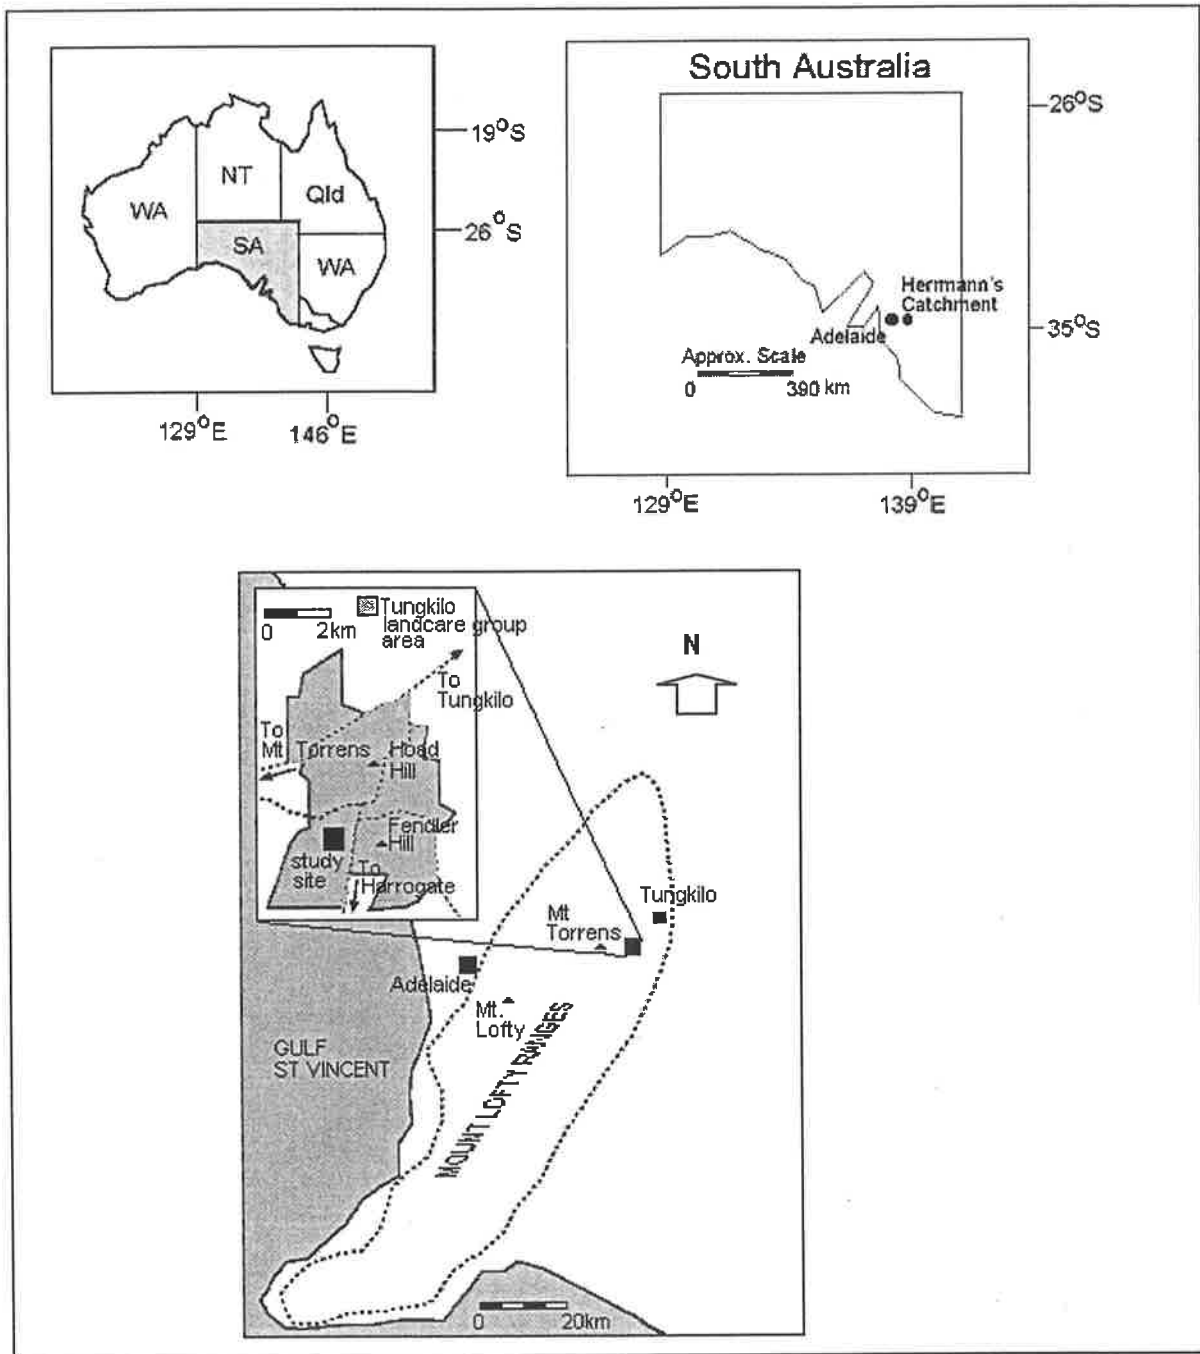 19°S
NT
Qld
WA
26°S
SA
WA
129°E
146°E
South Australia
26°S
Herrmann's
Catchment
35°S
Adelaide
Approx. Scale
0 390 km
129°E
139°E
Tungkilo
landcare group
area
0 2km
To
Tungkilo
To
Mt Torrens
Hoad
Hill
Fendler
Hill
study
site
To
Harrogate
N
Tungkilo
Mt
Torrens
Adelaide
Mt.
Lofty
MOUNT LOFTY RANGES
GULF
ST VINCENT
0 20km